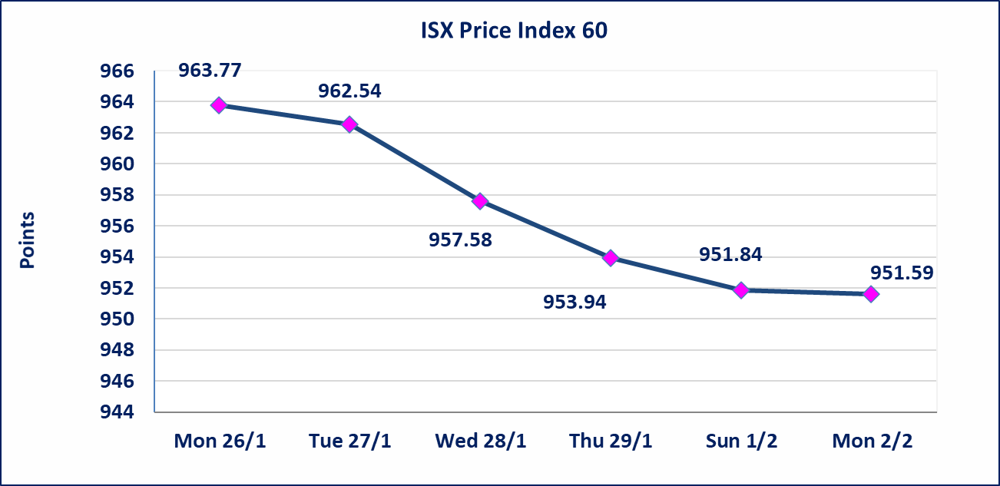 ISX Price Index 60
Points
966
964
962
960
958
956
954
952
950
948
946
944
963.77
962.54
957.58
953.94
951.84
951.59
Mon 26/1
Tue 27/1
Wed 28/1
Thu 29/1
Sun 1/2
Mon 2/2